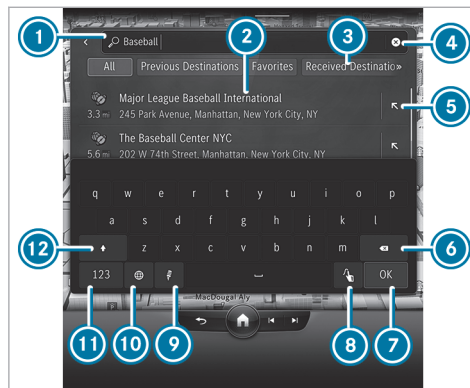 1
2
3
4
Baseball
All Previous Destinations Favorites Received Destinatio»
Major League Baseball International
3.3 mi 245 Park Avenue, Manhattan, New York City, NY
5
The Baseball Center NYC
5.6 mi 202 W 74th Street, Manhattan, New York City, NY
q w e r t y u i o p
a s d f g h j k l
12
z x c v b n m
6
123 OK
MacDougal Aly
11
10
9
8
7